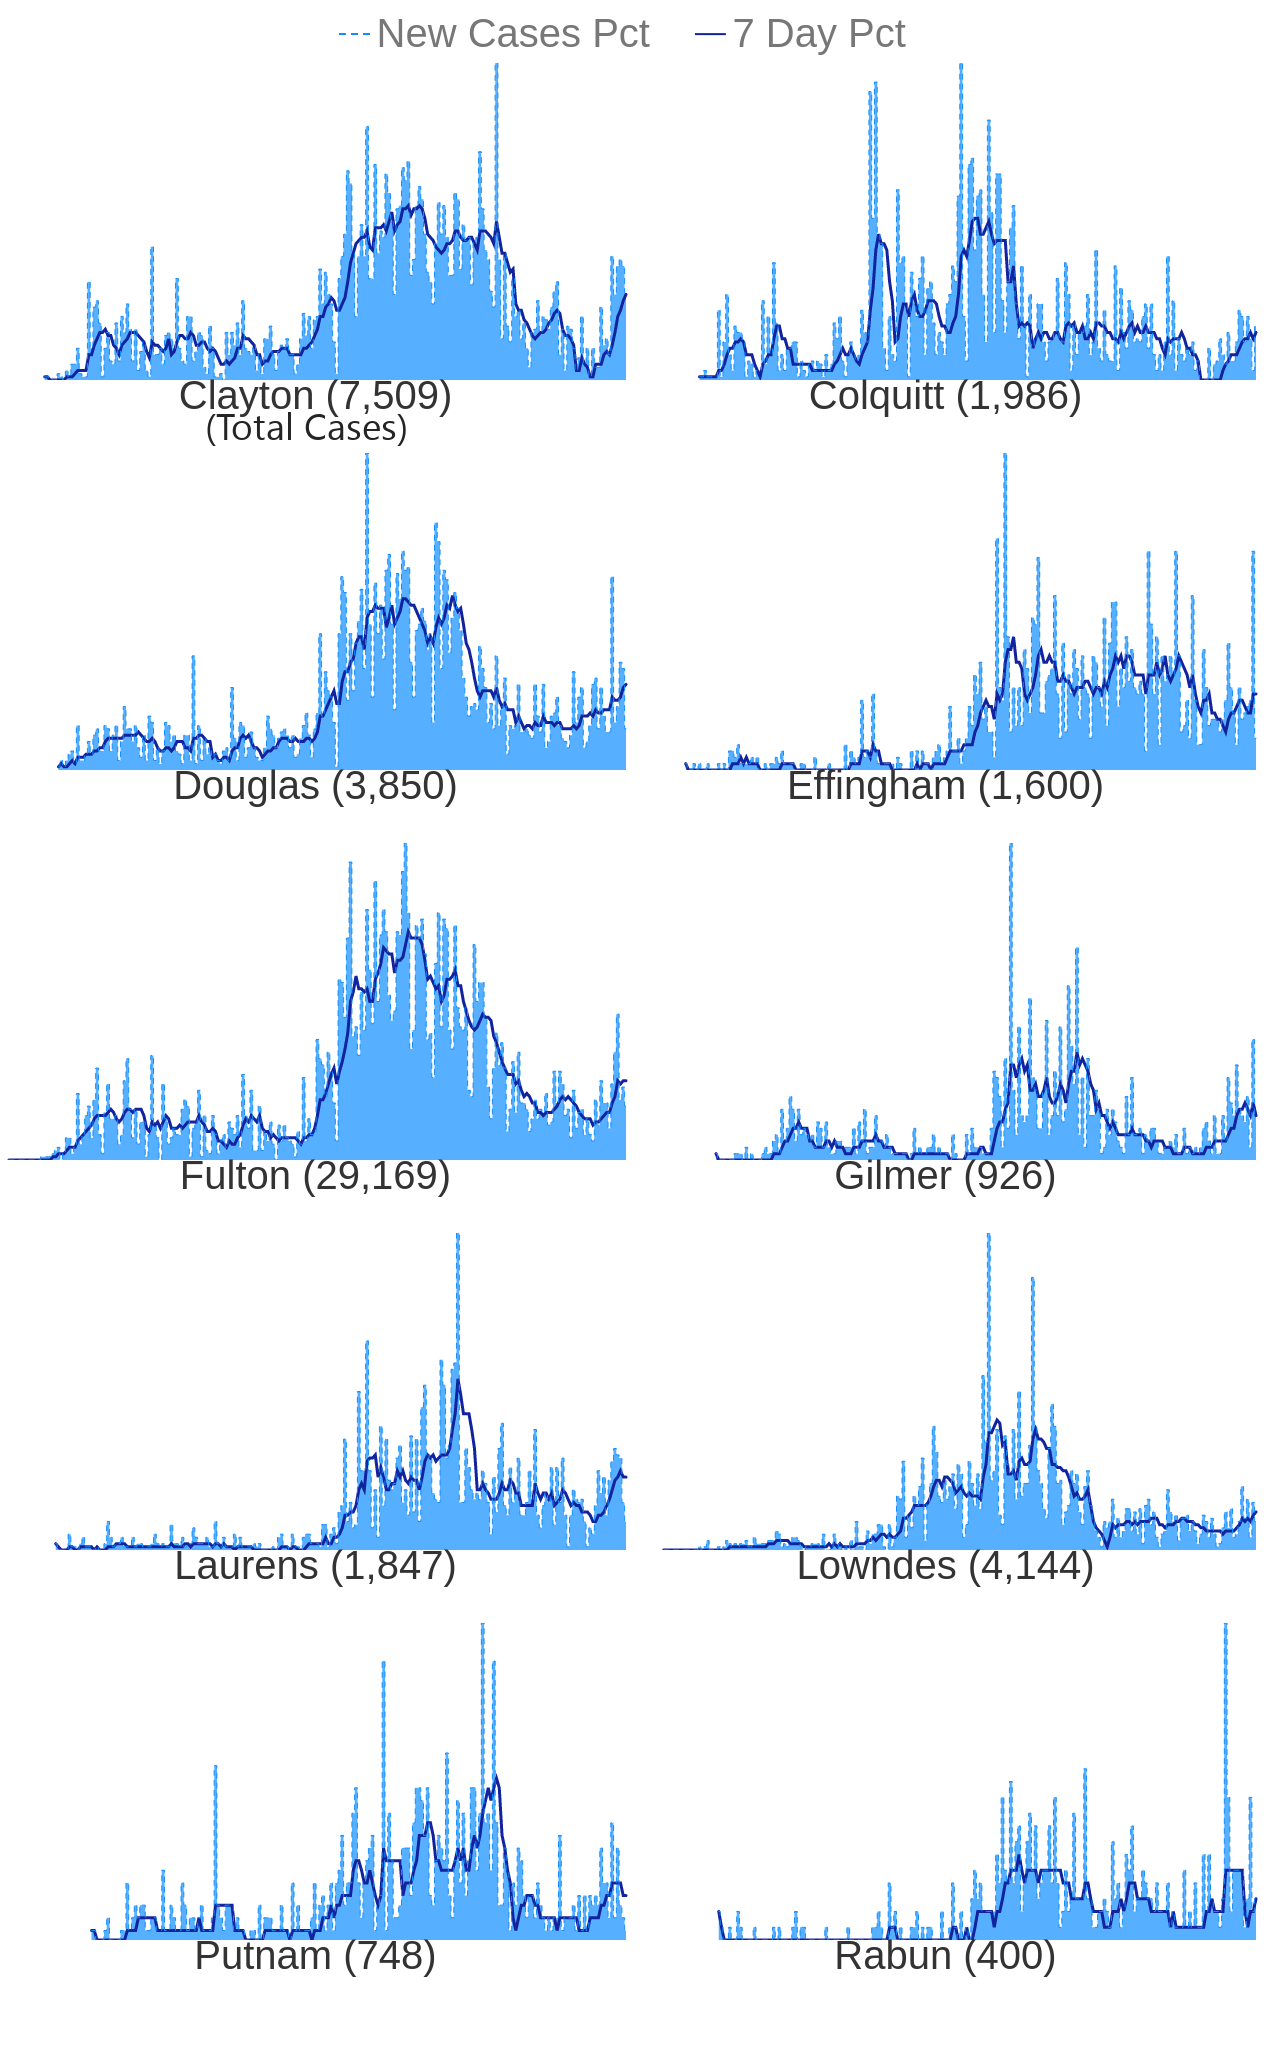 New Cases Pct 7 Day Pct
Clayton (7,509) Colquitt (1,986)
(Total Cases)
Douglas (3,850) Effingham (1,600)
Fulton (29,169) Gilmer (926)
Laurens (1,847) Lowndes (4,144)
Putnam (748) Rabun (400)